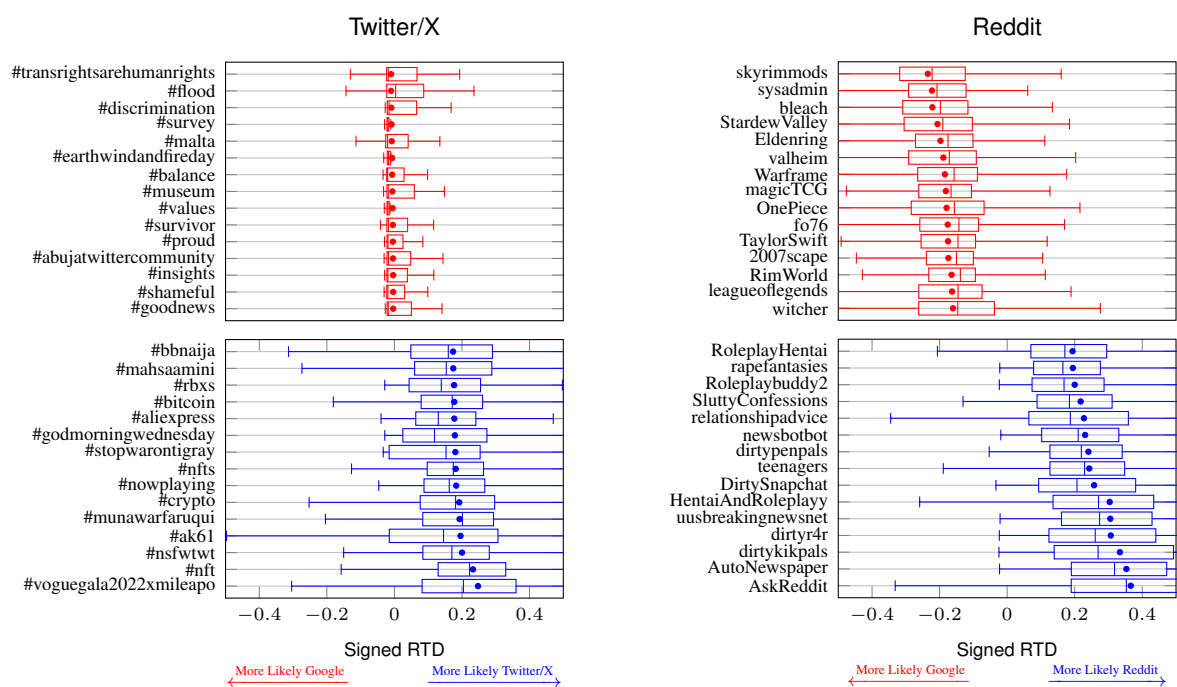 Twitter/X
#transrightsarehumanrights
#flood
#discrimination
#survey
#malta
#earthwindandfireday
#balance
#museum
#values
#survivor
#proud
#abujatwittercommunity
#insights
#shameful
#goodnews
#bbnaija
#mahsaamini
#rbxs
#bitcoin
#aliexpress
#godmorningwednesday
#stopwarontigray
#nfts
#nowplaying
#crypto
#munawarfaruqui
#ak61
#nsfwtwt
#nft
#voguegala2022xmileapo
−0.4 −0.2 0 0.2 0.4
Signed RTD
More Likely Google More Likely Twitter/X
Reddit
skyrimmods
sysadmin
bleach
StardewValley
Eldenring
valheim
Warframe
magicTCG
OnePiece
fo76
TaylorSwift
2007scape
RimWorld
leagueoflegends
witcher
RoleplayHentai
rapefantasies
Roleplaybuddy2
SluttyConfessions
relationshipadvice
newsbotbot
dirtypenpals
teenagers
DirtySnapchat
HentaiAndRoleplayy
uusbreakingnewsnet
dirtyr4r
dirtykikpals
AutoNewspaper
AskReddit
−0.4 −0.2 0 0.2 0.4
Signed RTD
More Likely Google More Likely Reddit